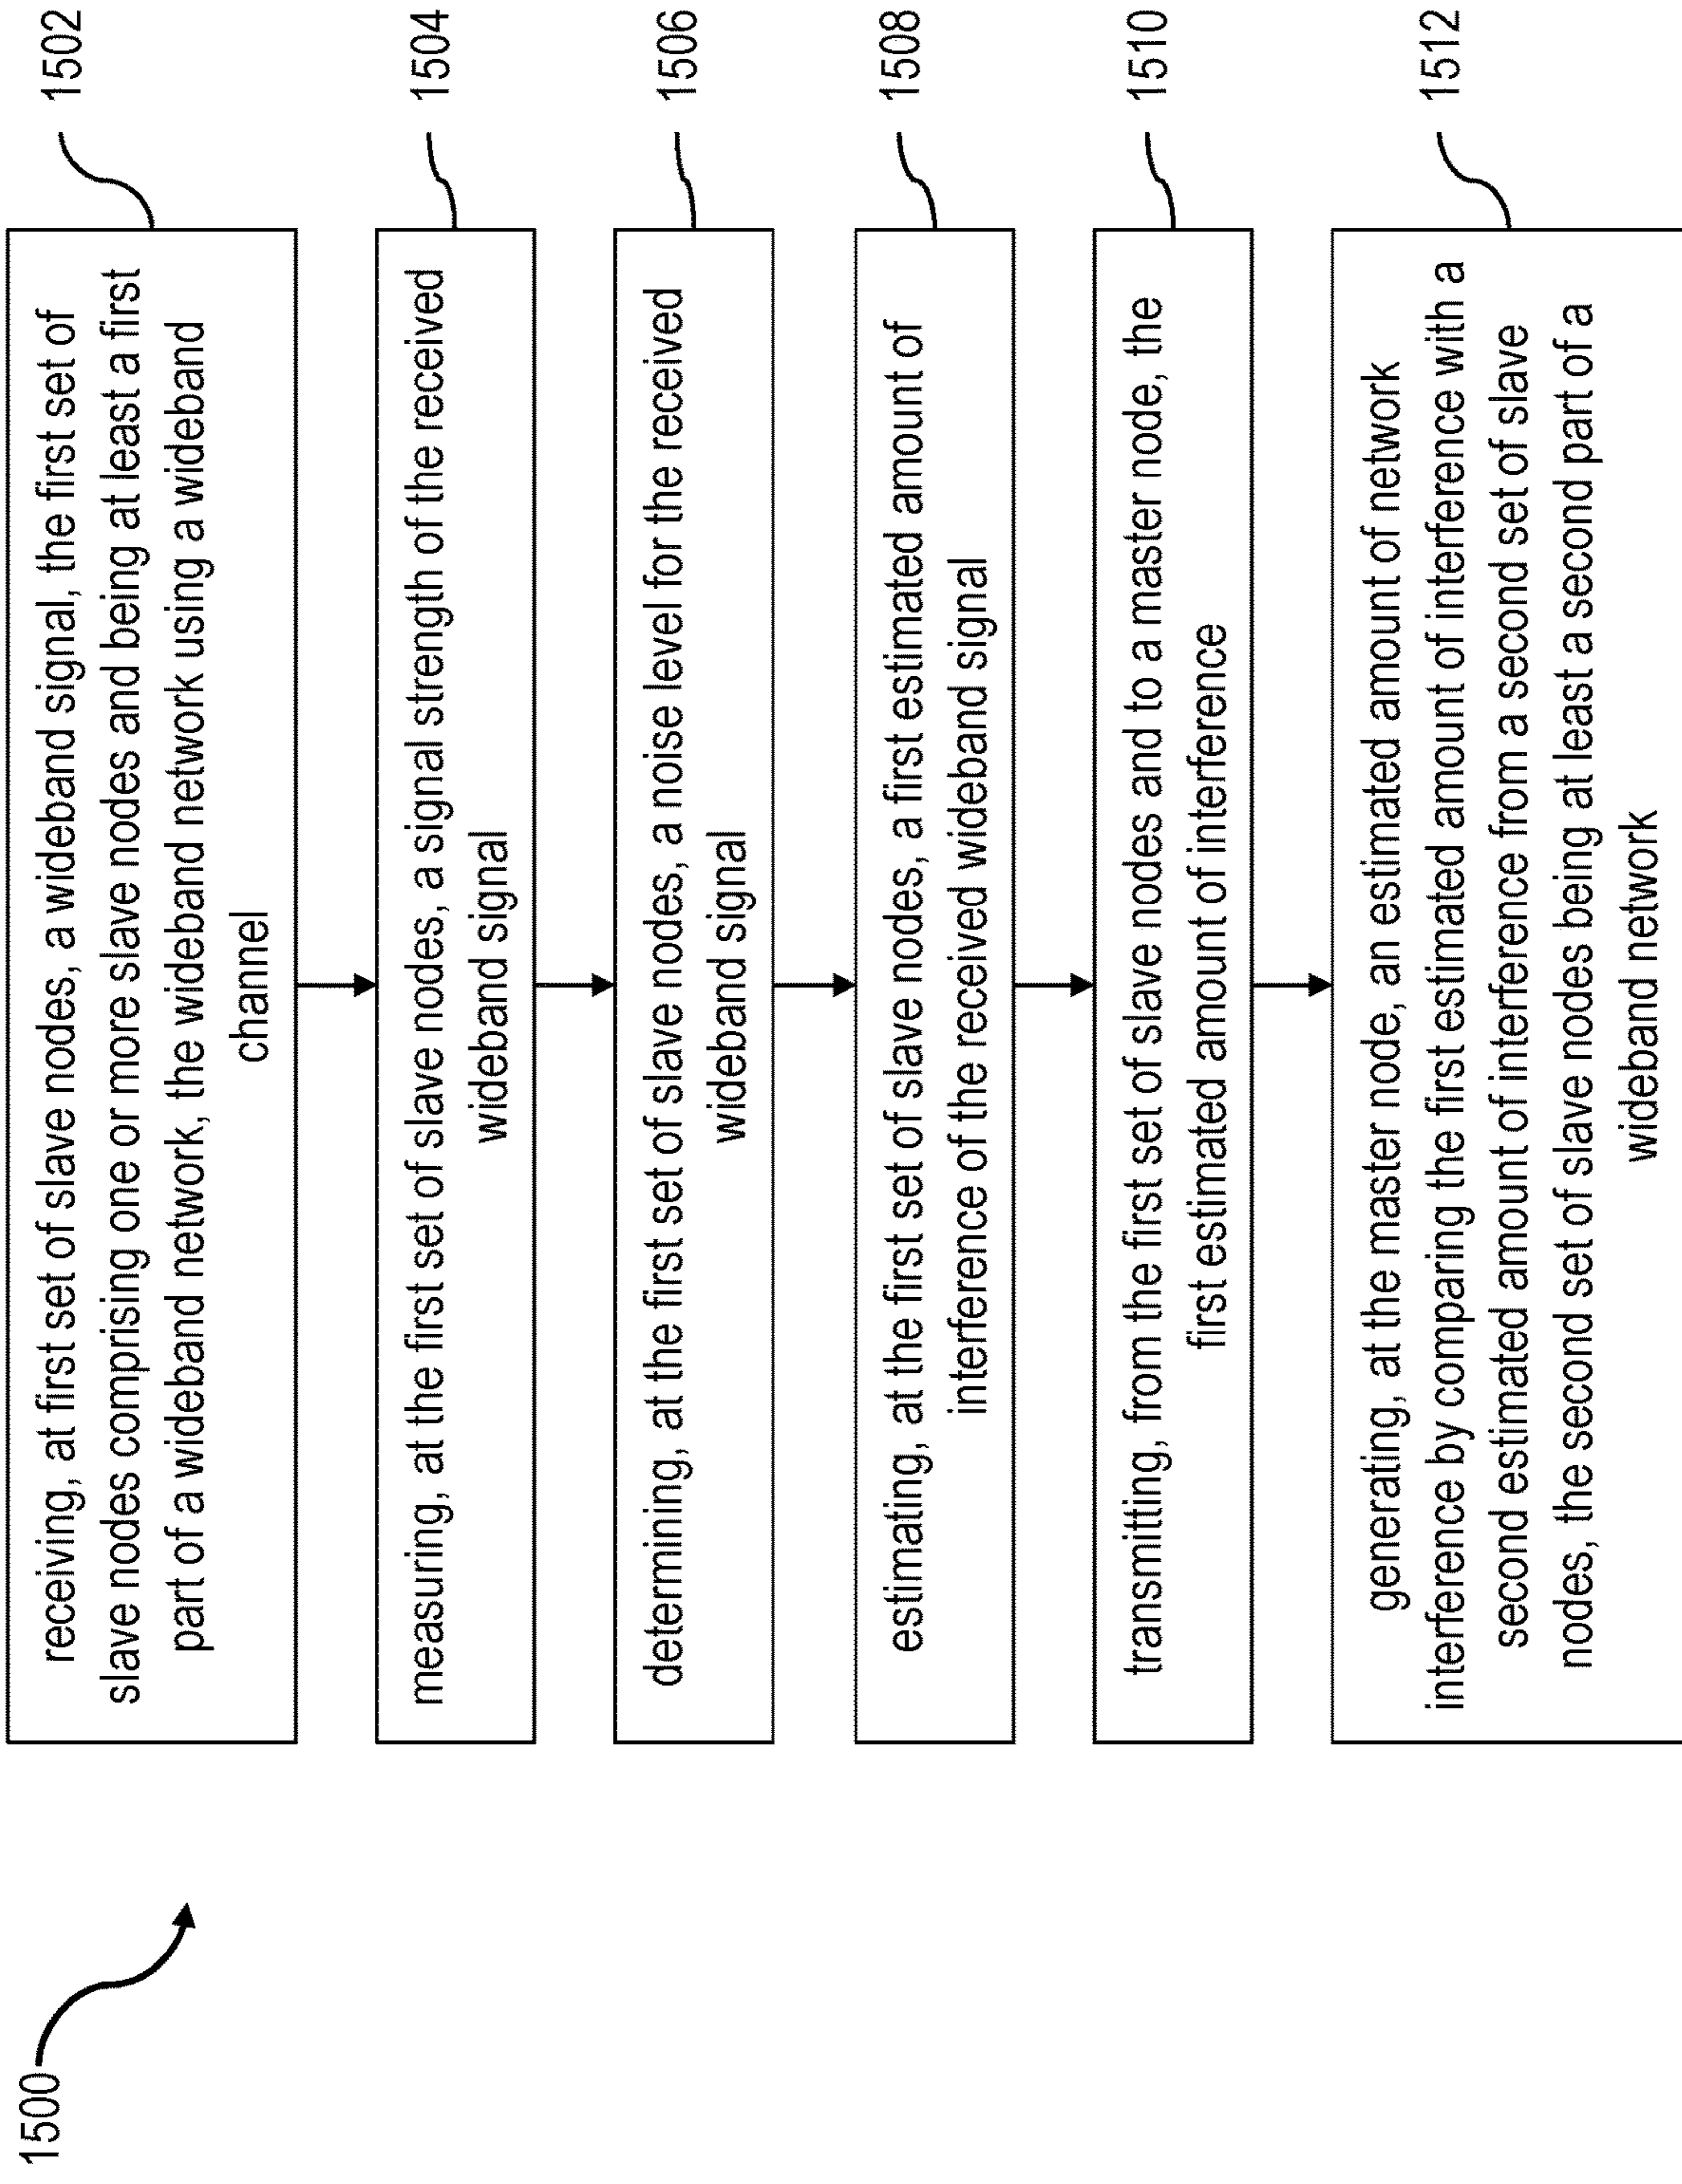 1500
receiving, at first set of slave nodes, a wideband signal, the first set of
slave nodes comprising one or more slave nodes and being at least a first
part of a wideband network, the wideband network using a wideband
channel
1502
measuring, at the first set of slave nodes, a signal strength of the received
wideband signal
1504
determining, at the first set of slave nodes, a noise level for the received
wideband signal
1506
estimating, at the first set of slave nodes, a first estimated amount of
interference of the received wideband signal
1508
transmitting, from the first set of slave nodes and to a master node, the
first estimated amount of interference
1510
generating, at the master node, an estimated amount of network
interference by comparing the first estimated amount of interference with a
second estimated amount of interference from a second set of slave
nodes, the second set of slave nodes being at least a second part of a
wideband network
1512